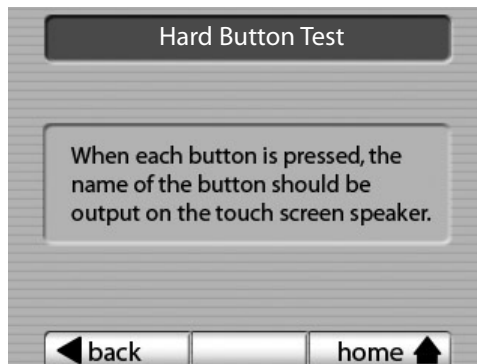 Hard Button Test
When each button is pressed, the
name of the button should be
output on the touch screen speaker.
back
home